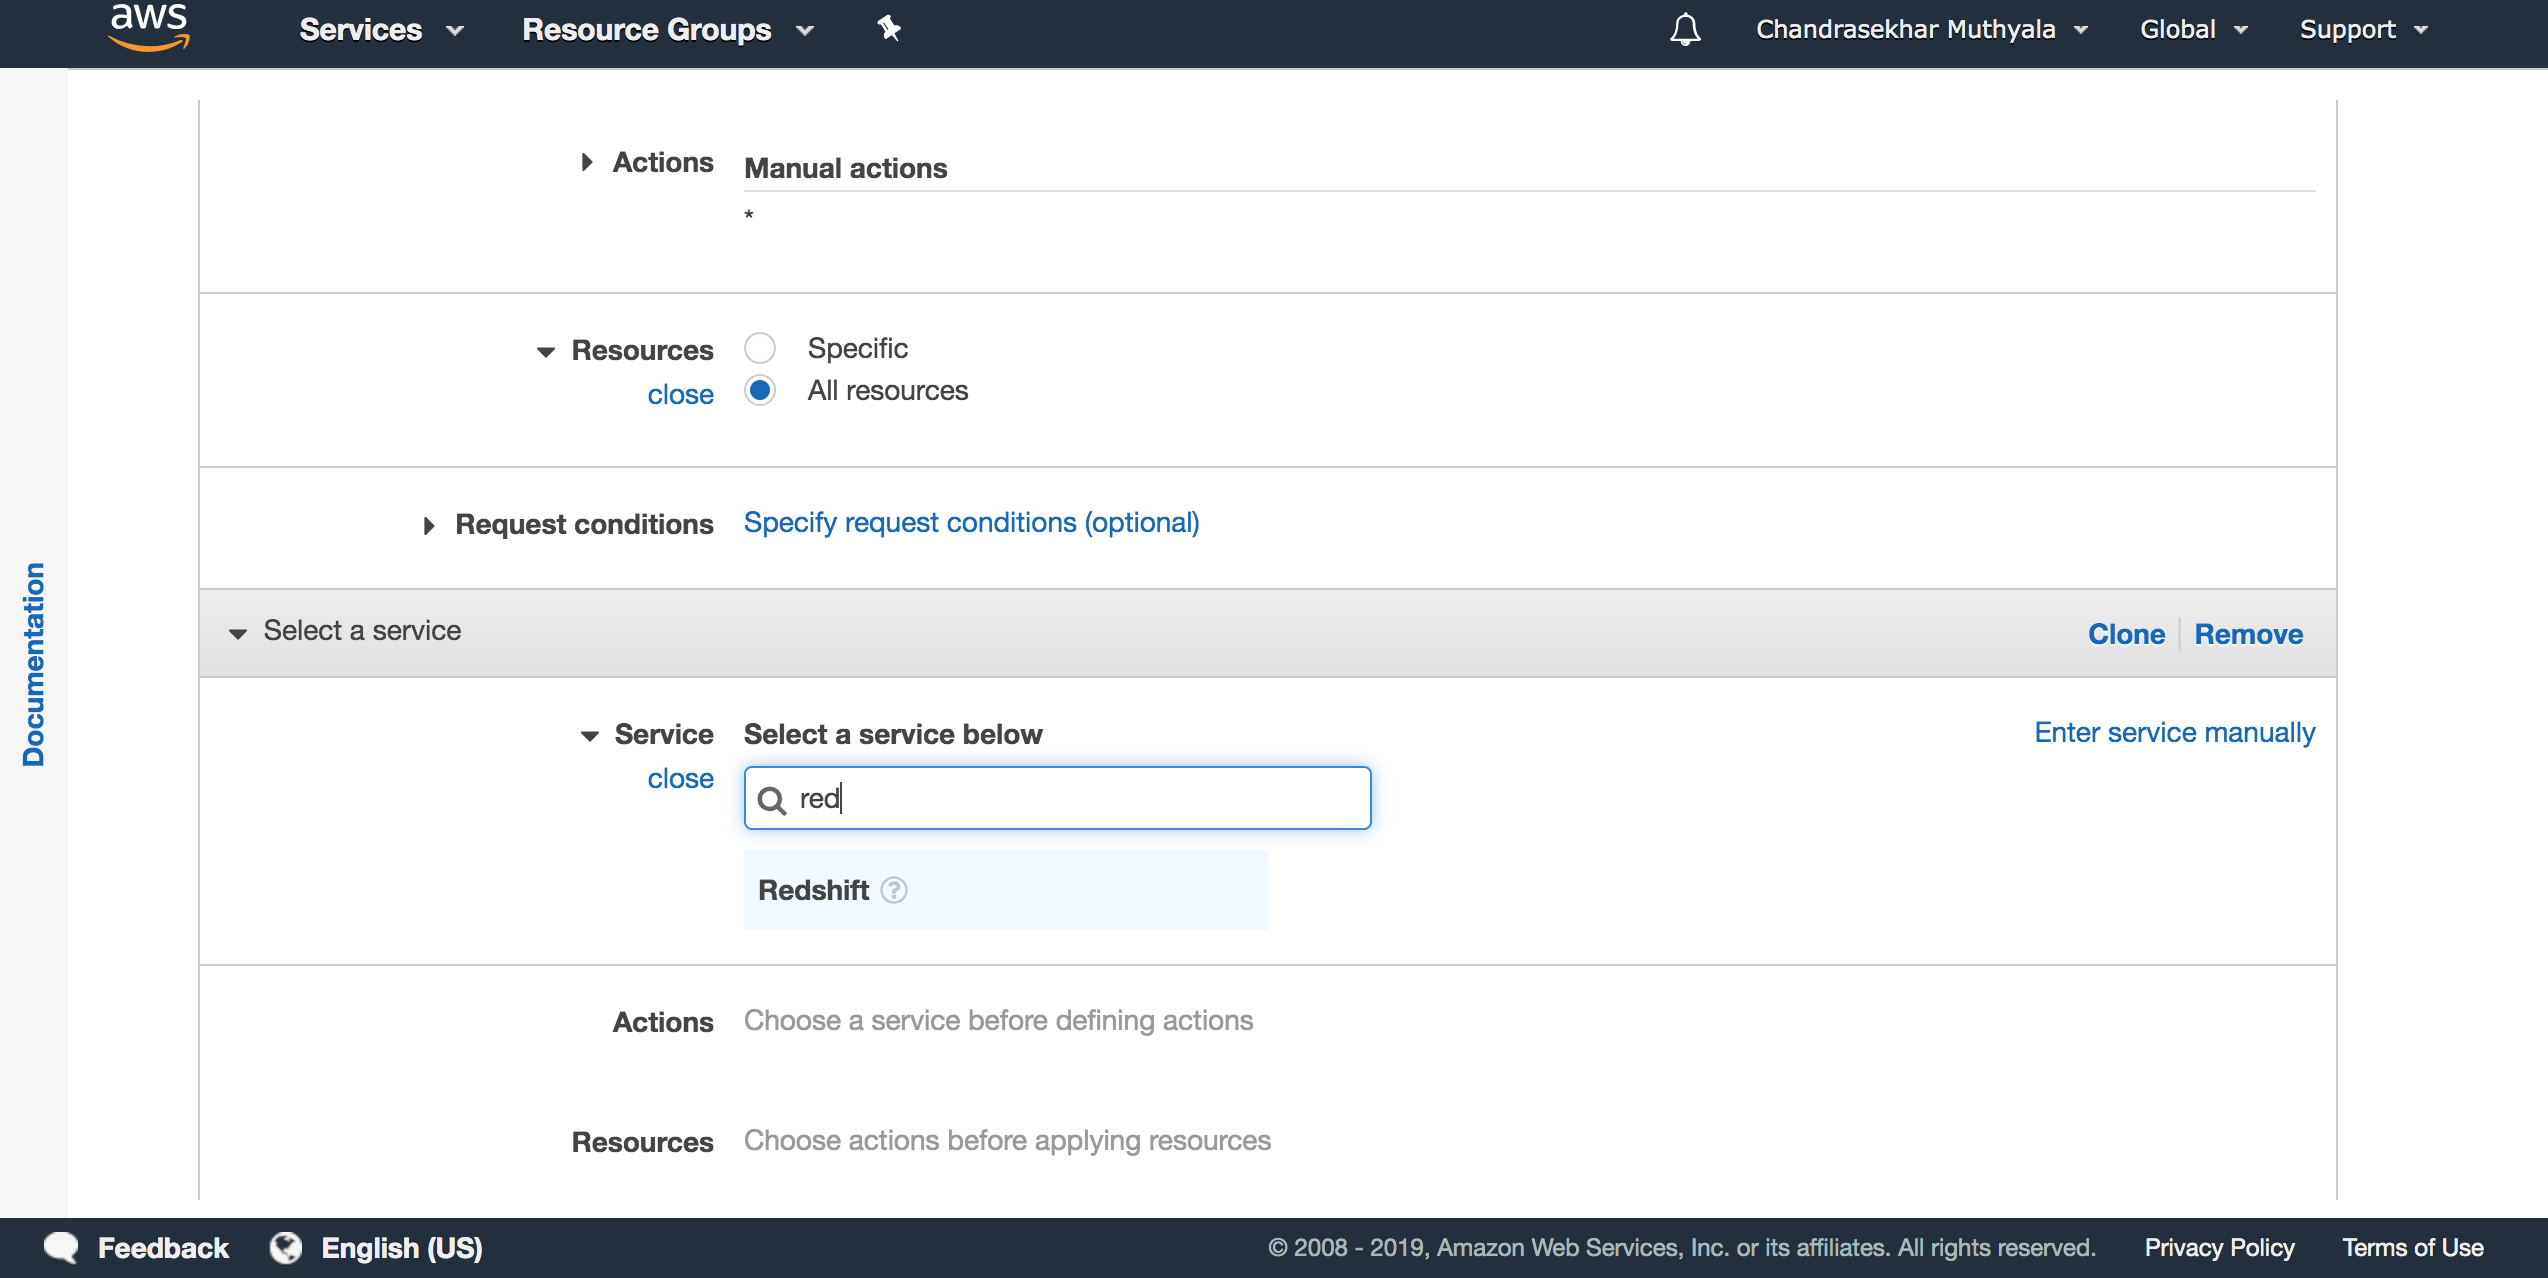 aws Services Resource Groups Chandrasekhar Muthyala Global Support
Actions Manual actions
*
Resources Specific
close All resources
Request conditions Specify request conditions (optional)
Documentation
Select a service Clone Remove
Service Select a service below Enter service manually
close red
Redshift ?
Actions Choose a service before defining actions
Resources Choose actions before applying resources
Feedback English (US) © 2008 - 2019, Amazon Web Services, Inc. or its affiliates. All rights reserved. Privacy Policy Terms of Use